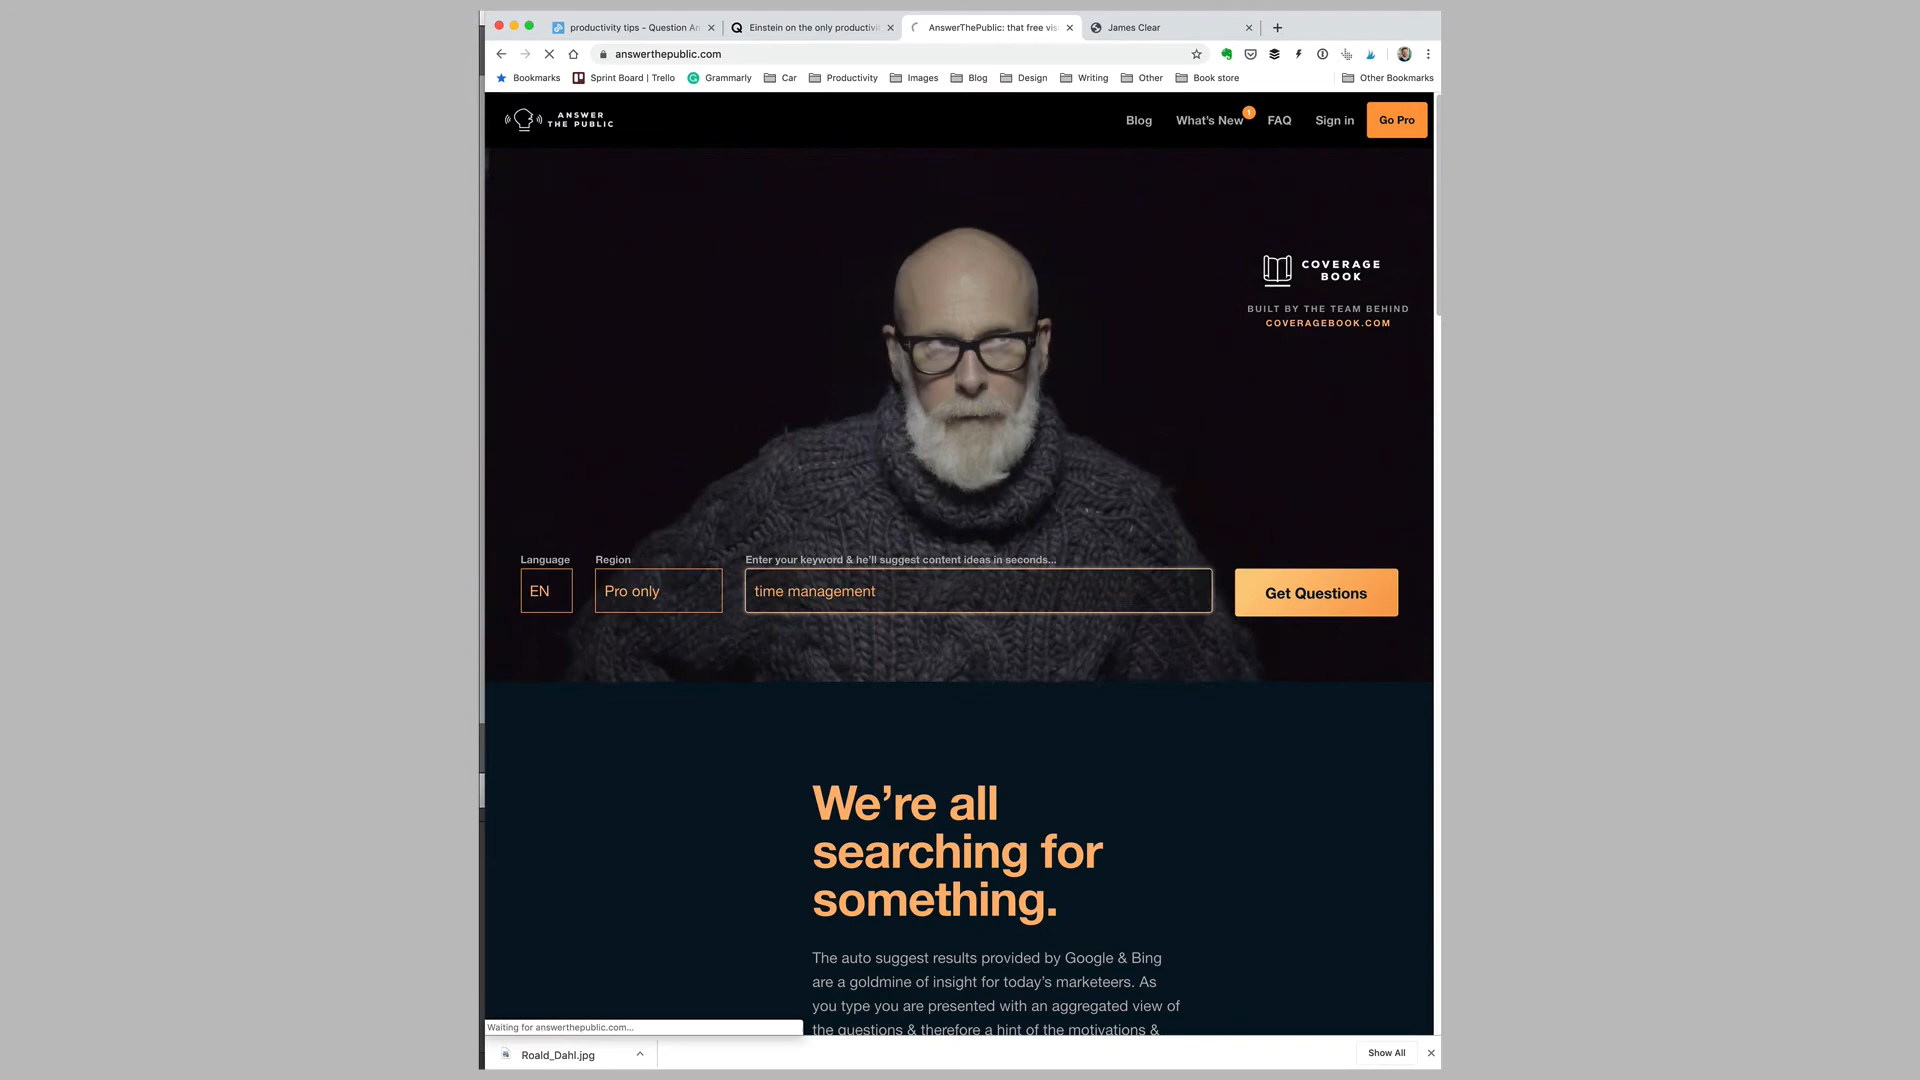 productivity tips - Question An
Einstein on the only productivit
AnswerThePublic: that free vis
James Clear
answerthepublic.com
Bookmarks
Sprint Board | Trello
Grammarly
Car
Productivity
Images
Blog
Design
Writing
Other
Book store
Other Bookmarks
ANSWER
THE PUBLIC
Blog
What's New
1
FAQ
Sign in
Go Pro
COVERAGE
BOOK
BUILT BY THE TEAM BEHIND
COVERAGEBOOK.COM
Language
Region
Enter your keyword & he'll suggest content ideas in seconds...
EN
Pro only
time management
Get Questions
We’re all
searching for
something.
The auto suggest results provided by Google & Bing
are a goldmine of insight for today’s marketeers. As
you type you are presented with an aggregated view of
the questions & therefore a hint of the motivations &
Waiting for answerthepublic.com...
Roald_Dahl.jpg
Show All